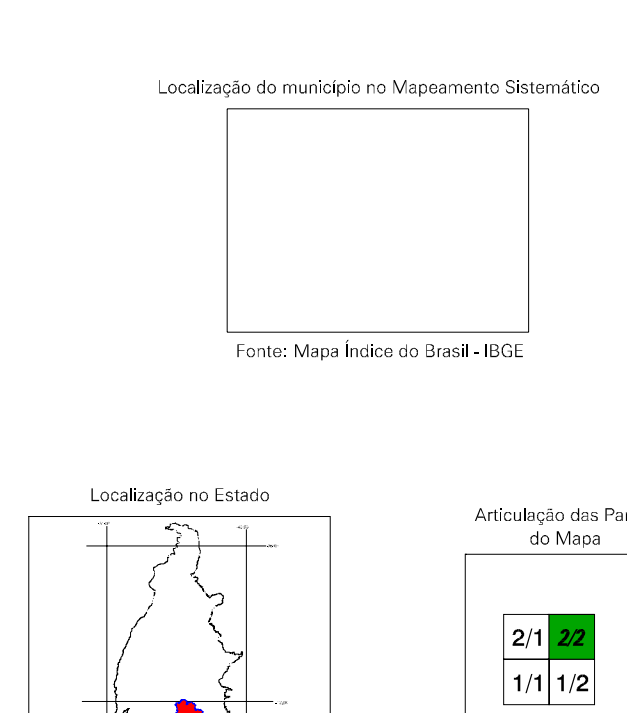 Localização do município no Mapeamento Sistemático
Fonte: Mapa Índice do Brasil - IBGE
Localização no Estado
Articulação das Par
do Mapa
2/1 2/2
1/1 1/2